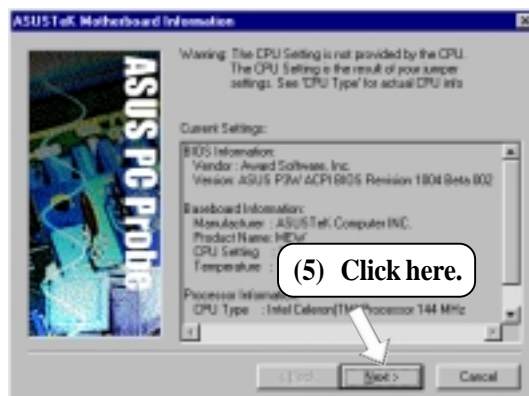 ASUSTeK Motherboard Information
ASUS PC Probe
Warning: The CPU Setting is not provided by the CPU.
The CPU Setting is the result of your jumper
settings. See 'CPU Type' for actual CPU info
Current Settings:
BIOS Information:
Vendor : Award Software, Inc.
Version: ASUS P3W ACPI BIOS Revision 1004 Beta 002
Baseboard Information:
Manufacturer : ASUSTeK Computer INC.
Product Name: MEW
CPU Setting
Temperature :
(5) Click here.
Processor Information:
CPU Type : Intel Celeron(TM) Processor 144 MHz
Next >
Cancel